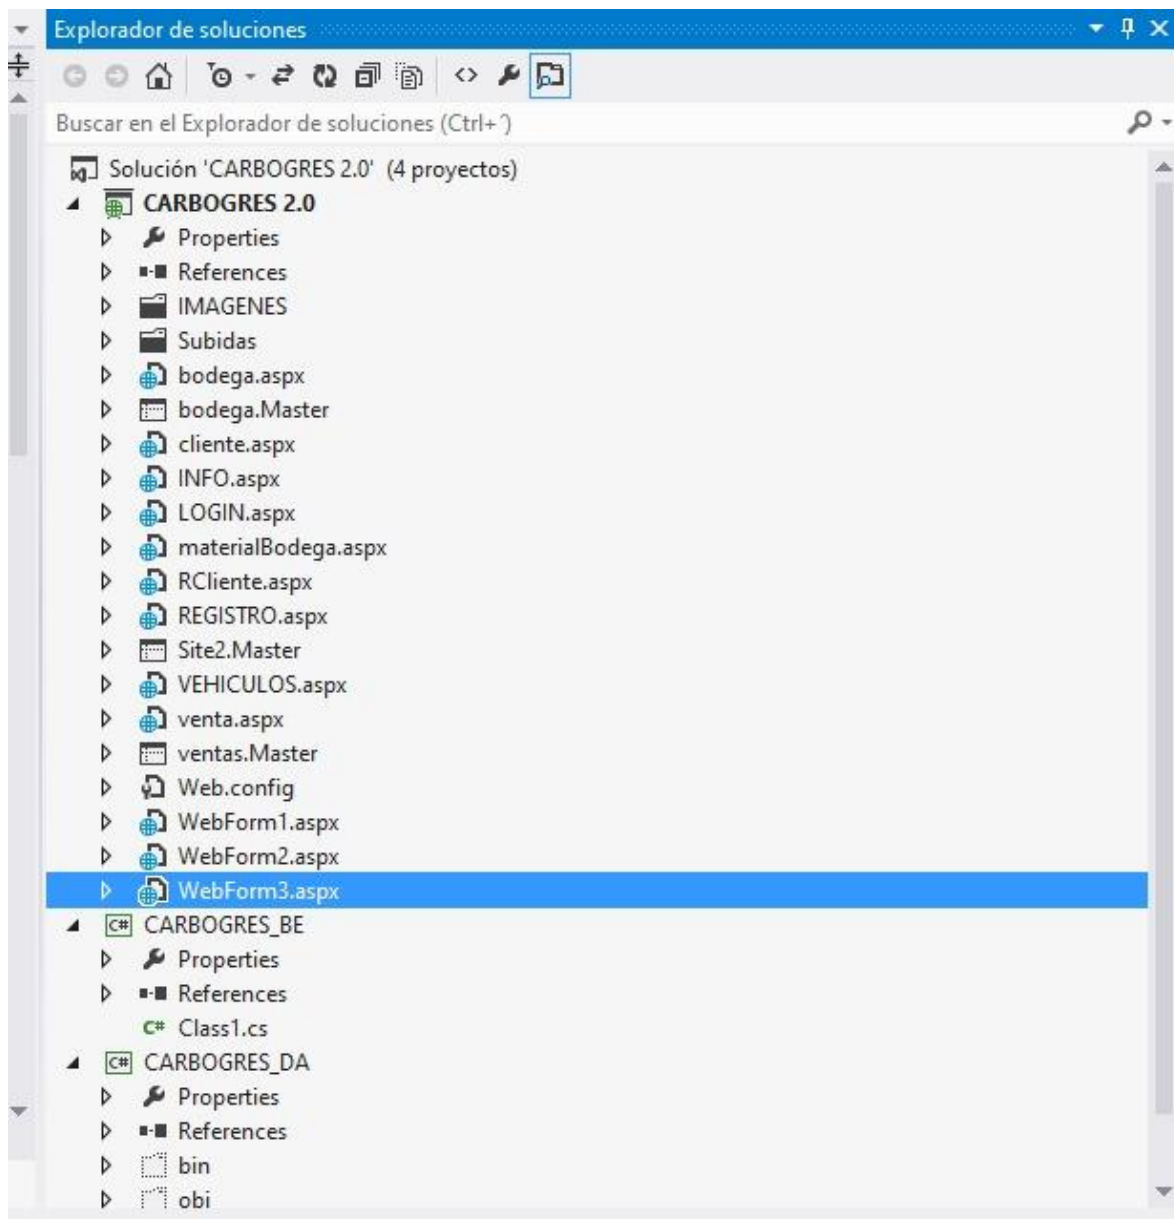 Explorador de soluciones
Buscar en el Explorador de soluciones (Ctrl+´)
Solución 'CARBOGRES 2.0' (4 proyectos)
CARBOGRES 2.0
Properties
References
IMAGENES
Subidas
bodega.aspx
bodega.Master
cliente.aspx
INFO.aspx
LOGIN.aspx
materialBodega.aspx
RCliente.aspx
REGISTRO.aspx
Site2.Master
VEHICULOS.aspx
venta.aspx
ventas.Master
Web.config
WebForm1.aspx
WebForm2.aspx
WebForm3.aspx
C# CARBOGRES_BE
Properties
References
C# Class1.cs
C# CARBOGRES_DA
Properties
References
bin
obj